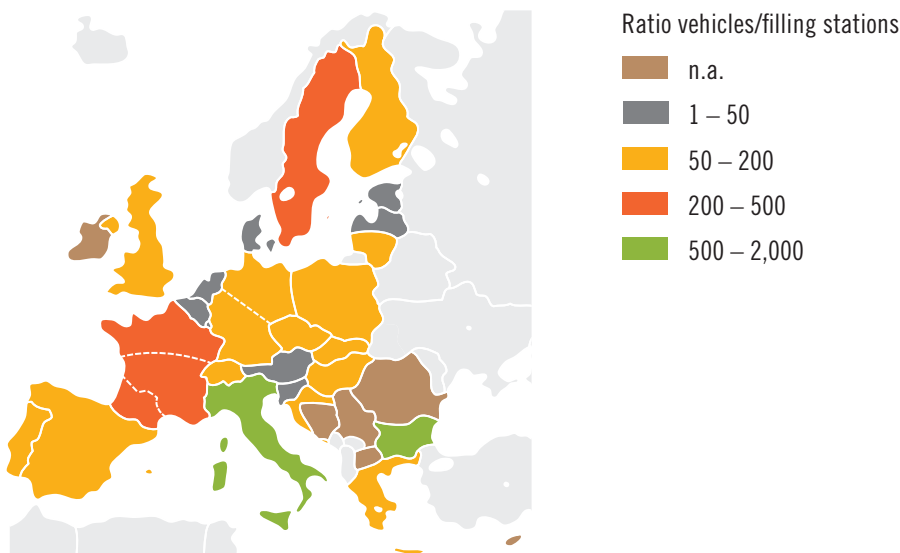 Ratio vehicles/filling stations
n.a.
1 – 50
50 – 200
200 – 500
500 – 2,000